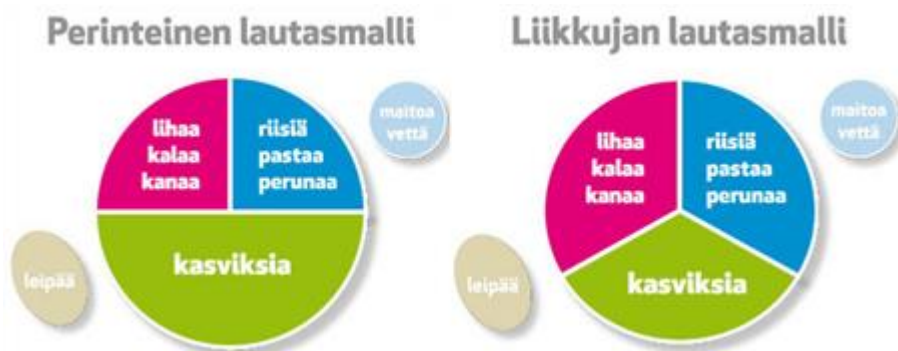 Perinteinen lautasmalli
lihaa
kalaa
kanaa
riisiä
pastaa
perunaa
maitoa
vettä
kasviksia
leipää
Liikkujan lautasmalli
lihaa
kalaa
kanaa
riisiä
pastaa
perunaa
maitoa
vettä
kasviksia
leipää